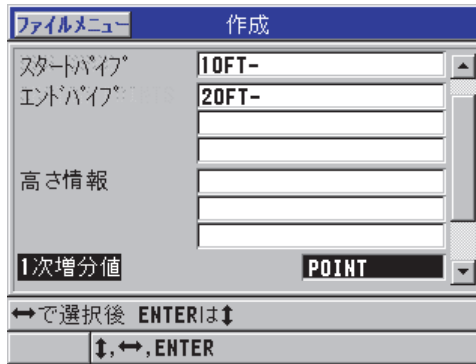 ファイルメニュー 作成
スタートパイプ 10FT-
エンドパイプ 20FT-
高さ情報
1次増分値 POINT
↔で選択後 ENTERは↕
↕,↔,ENTER